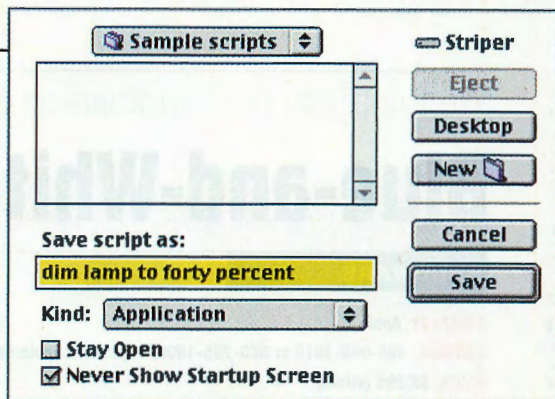 Sample scripts
Striper
Eject
Desktop
New
Cancel
Save
Save script as:
dim lamp to forty percent
Kind: Application
Stay Open
Never Show Startup Screen